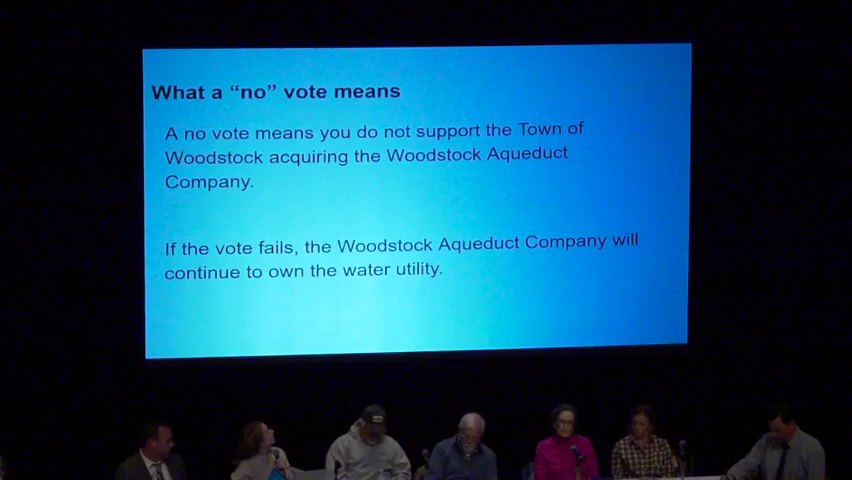 What a “no” vote means
A no vote means you do not support the Town of
Woodstock acquiring the Woodstock Aqueduct
Company.
If the vote fails, the Woodstock Aqueduct Company will
continue to own the water utility.